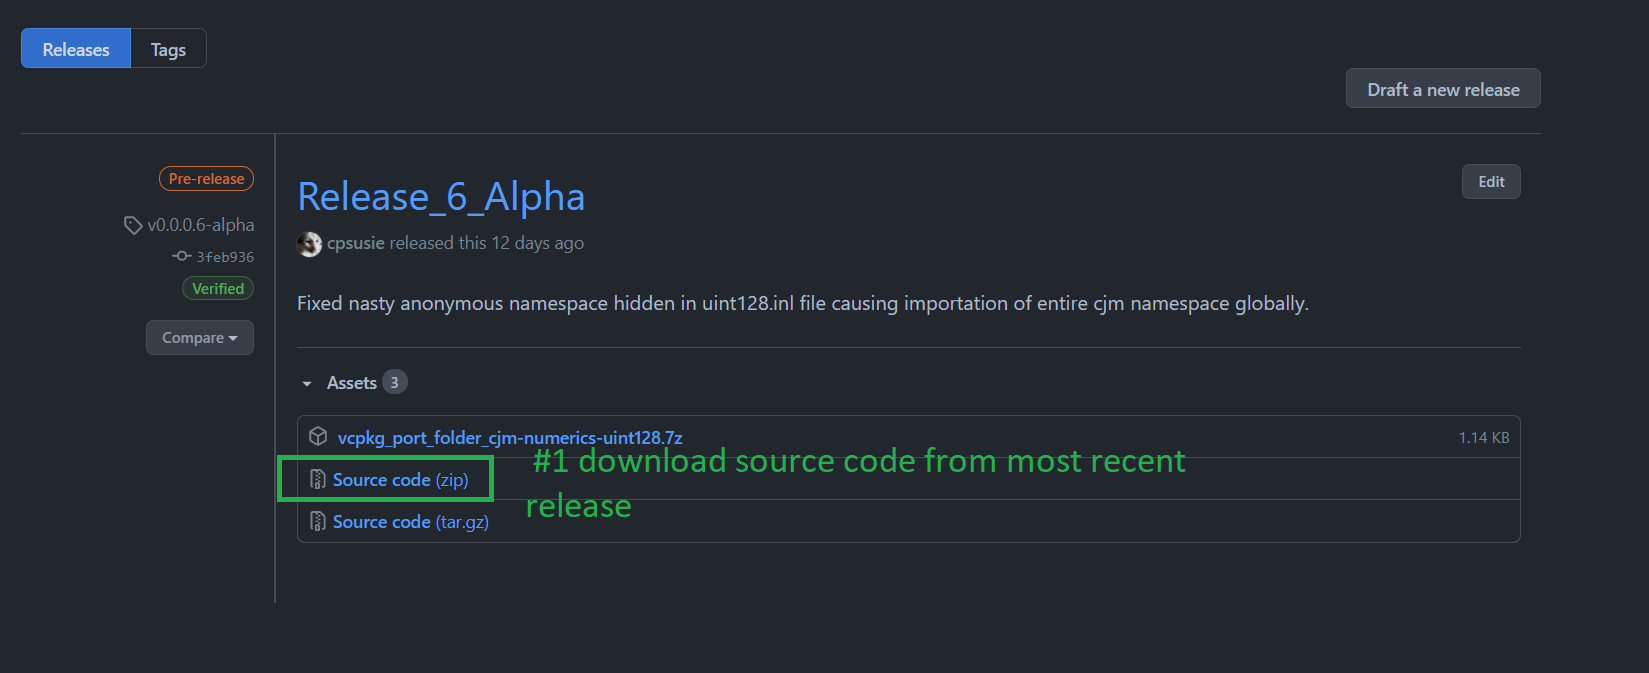 Releases Tags
Draft a new release
Pre-release
v0.0.0.6-alpha
3feb936
Verified
Compare
Release_6_Alpha
Edit
cpsusie released this 12 days ago
Fixed nasty anonymous namespace hidden in uint128.inl file causing importation of entire cjm namespace globally.
Assets 3
vcpkg_port_folder_cjm-numerics-uint128.7z 1.14 KB
#1 download source code from most recent
release
Source code (zip)
Source code (tar.gz)